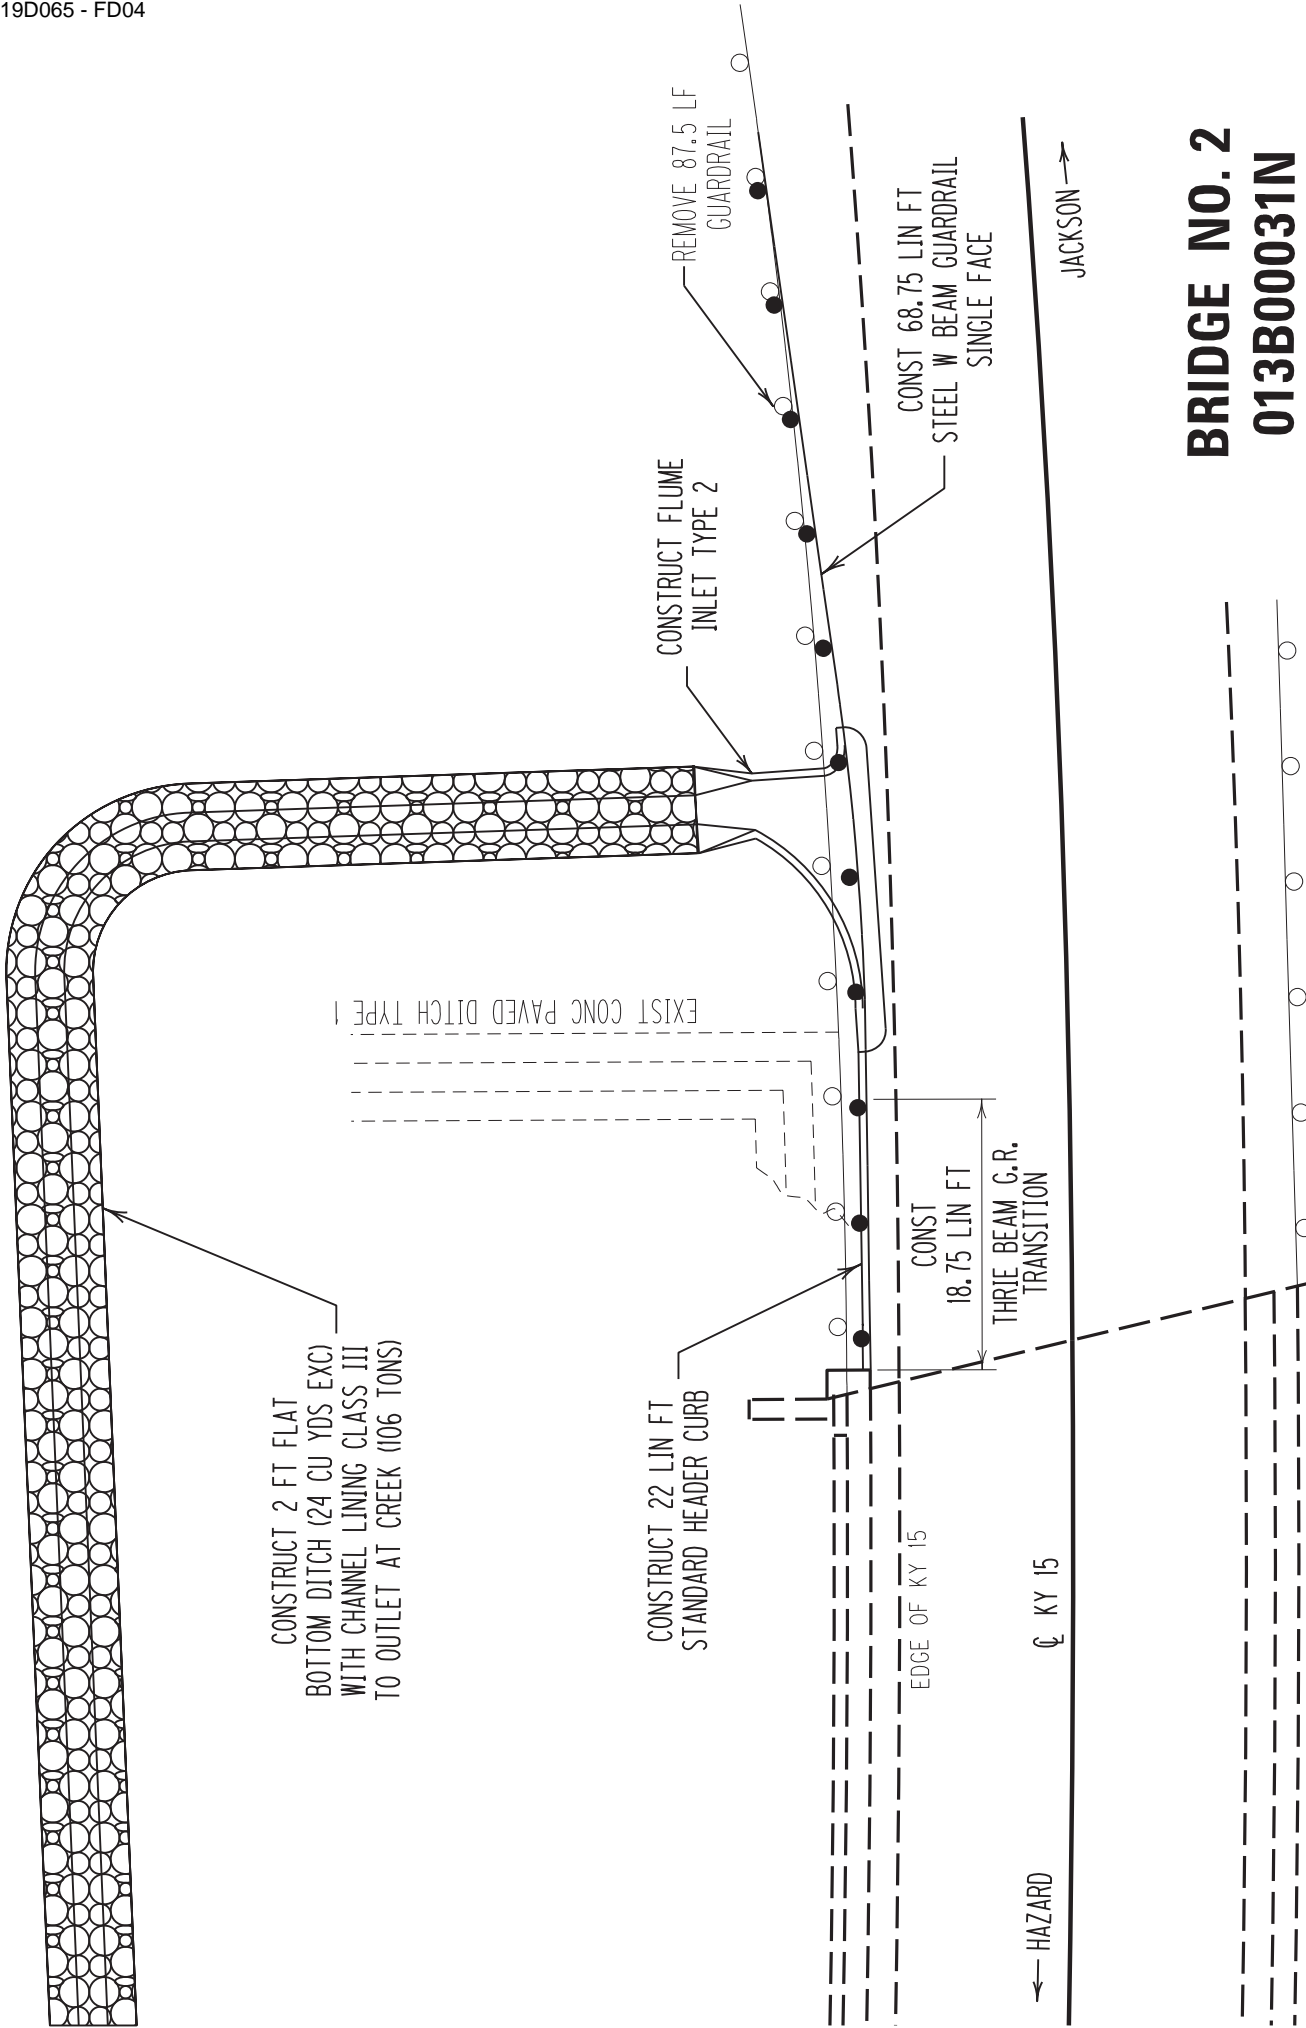 19D065 - FD04
CONSTRUCT 2 FT FLAT
BOTTOM DITCH (24 CU YDS EXC)
WITH CHANNEL LINING CLASS III
TO OUTLET AT CREEK (106 TONS)
EXIST CONC PAVED DITCH TYPE 1
CONSTRUCT FLUME
INLET TYPE 2
REMOVE 87.5 LF
GUARDRAIL
CONSTRUCT 22 LIN FT
STANDARD HEADER CURB
CONST 68.75 LIN FT
STEEL W BEAM GUARDRAIL
SINGLE FACE
CONST
18.75 LIN FT
THRIE BEAM G.R.
TRANSITION
EDGE OF KY 15
℄ KY 15
HAZARD
JACKSON
BRIDGE NO. 2
013B00031N